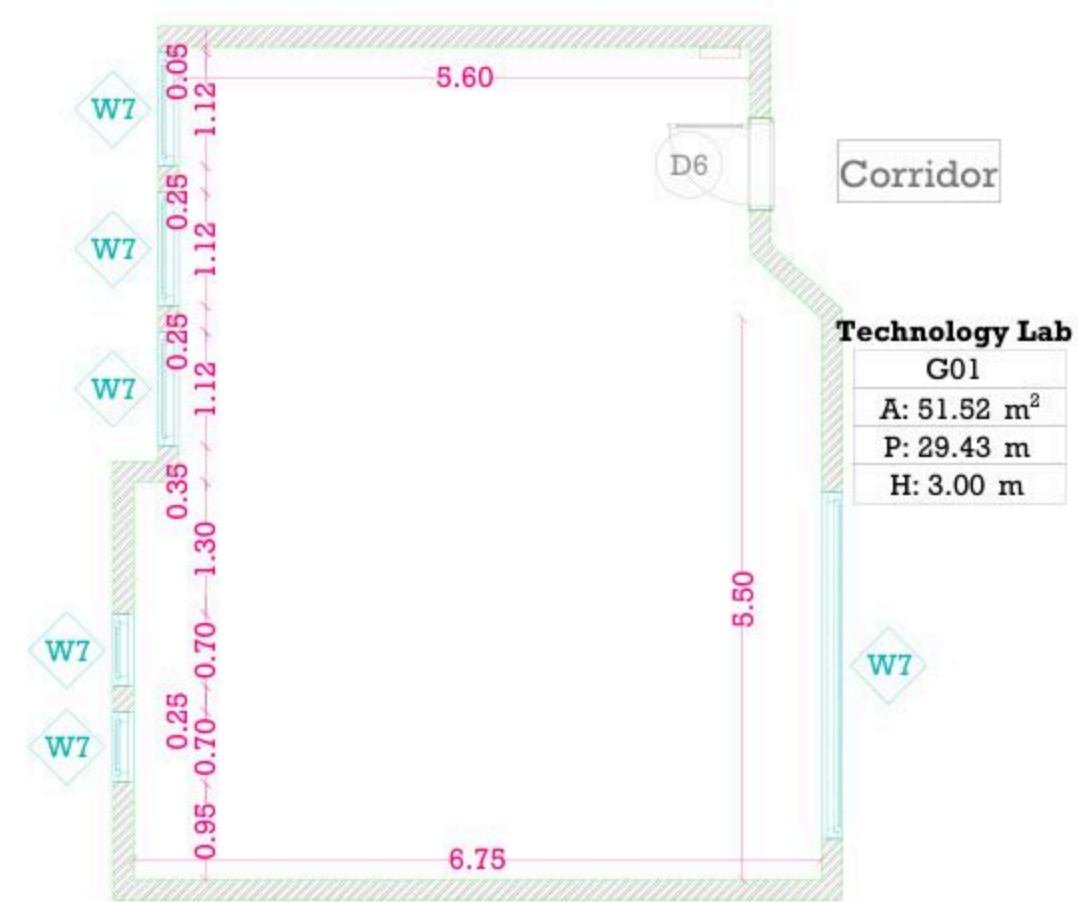 0.05
5.60
W7
1.12
D6
Corridor
0.25
W7
1.12
0.25
Technology Lab
G01
W7
1.12
A: 51.52 m²
P: 29.43 m
0.35
H: 3.00 m
1.30
5.50
W7
0.70
W7
0.25
W7
0.70
0.95
6.75